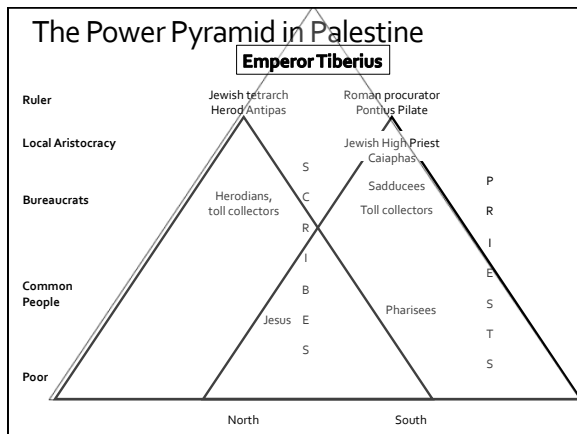 The Power Pyramid in Palestine
Emperor Tiberius
Ruler
Jewish tetrarch
Herod Antipas
Roman procurator
Pontius Pilate
Local Aristocracy
Jewish High Priest
Caiaphas
Bureaucrats
Herodians,
toll collectors
Sadducees
Toll collectors
S
C
R
I
B
E
S
P
R
I
E
S
T
S
Common
People
Jesus
Pharisees
Poor
North
South